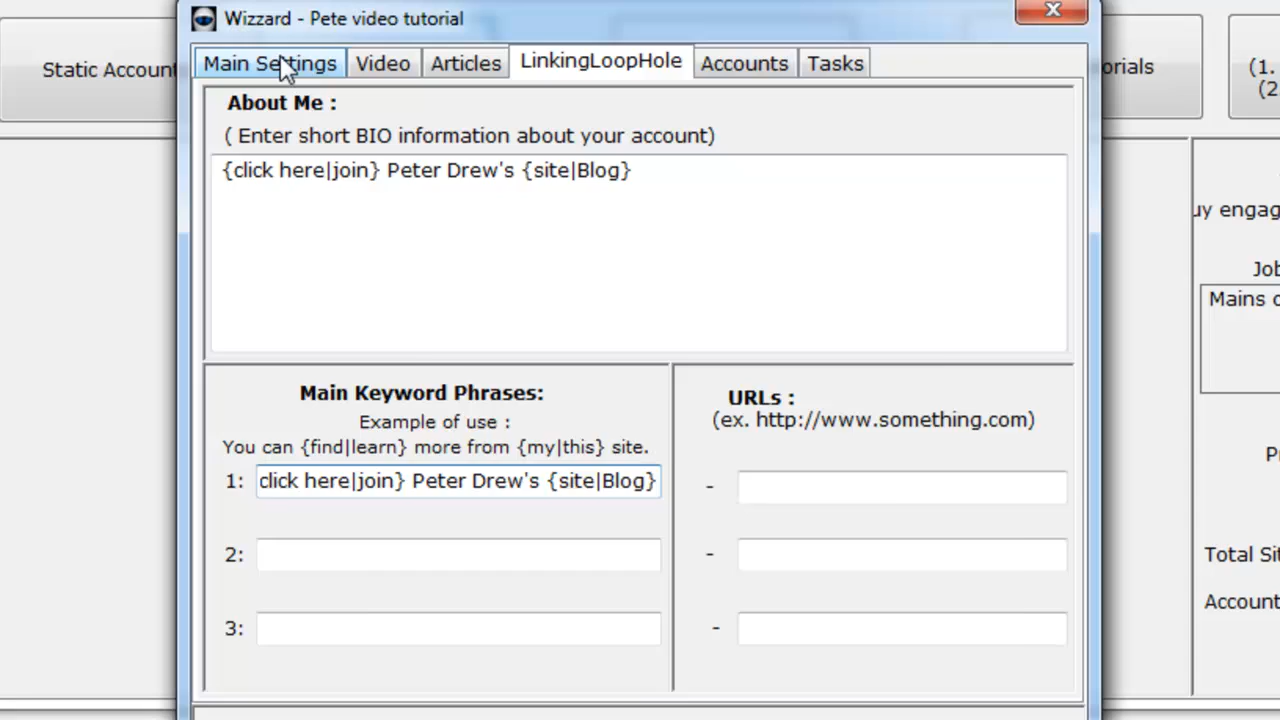 Wizzard - Pete video tutorial
Static Account
Main Settings
Video
Articles
LinkingLoopHole
Accounts
Tasks
orials
(1.
(2
About Me :
( Enter short BIO information about your account)
{click here|join} Peter Drew's {site|Blog}
uy engag
Job
Mains o
Main Keyword Phrases:
Example of use :
You can {find|learn} more from {my|this} site.
1: click here|join} Peter Drew's {site|Blog}
2:
3:
URLs :
(ex. http://www.something.com)
-
-
-
Total Sit
Account